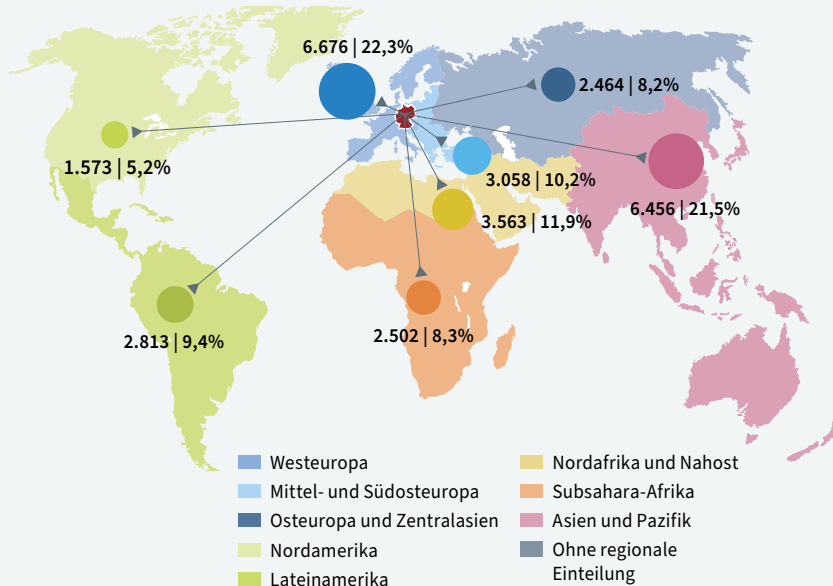 6.676 | 22,3%
2.464 | 8,2%
1.573 | 5,2%
3.058 | 10,2%
6.456 | 21,5%
3.563 | 11,9%
2.813 | 9,4%
2.502 | 8,3%
Westeuropa
Mittel- und Südosteuropa
Osteuropa und Zentralasien
Nordamerika
Lateinamerika
Nordafrika und Nahost
Subsahara-Afrika
Asien und Pazifik
Ohne regionale
Einteilung